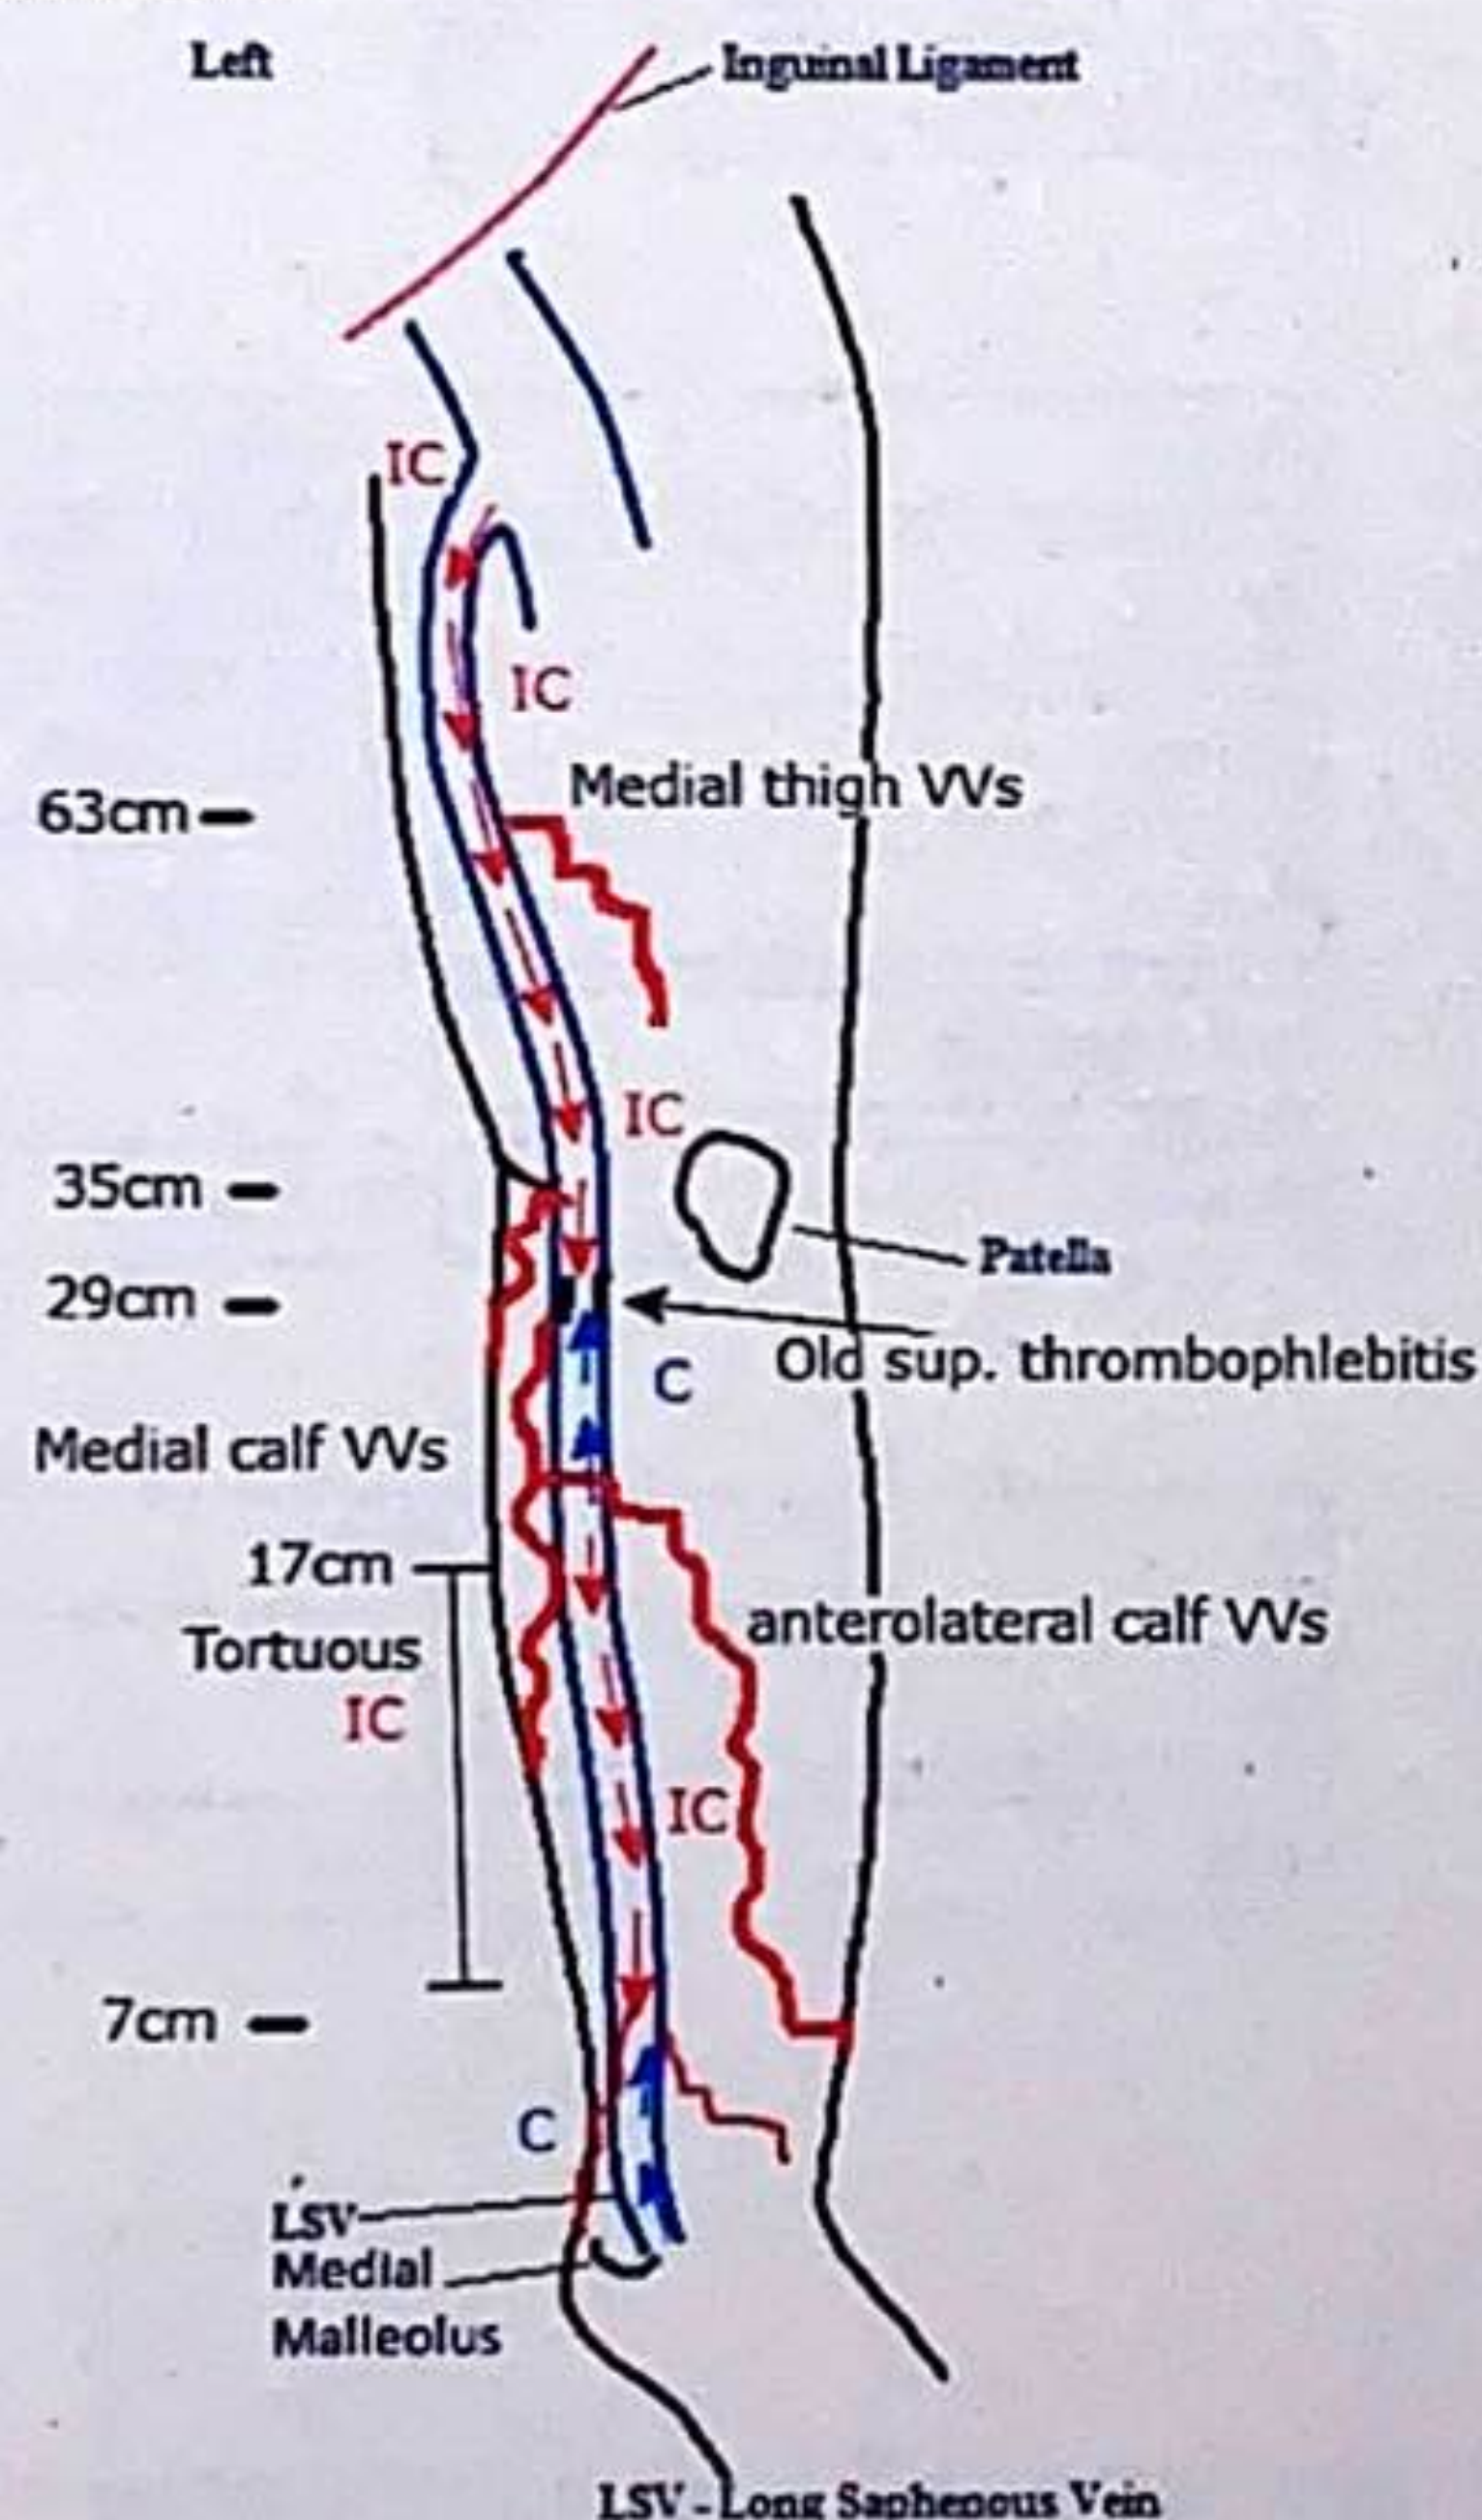 Left
Inguinal Ligament
IC
IC
Medial thigh VVs
63cm
IC
35cm
Patella
29cm
Old sup. thrombophlebitis
C
Medial calf VVs
17cm
Tortuous
IC
anterolateral calf VVs
IC
7cm
C
LSV
Medial
Malleolus
LSV - Long Saphenous Vein